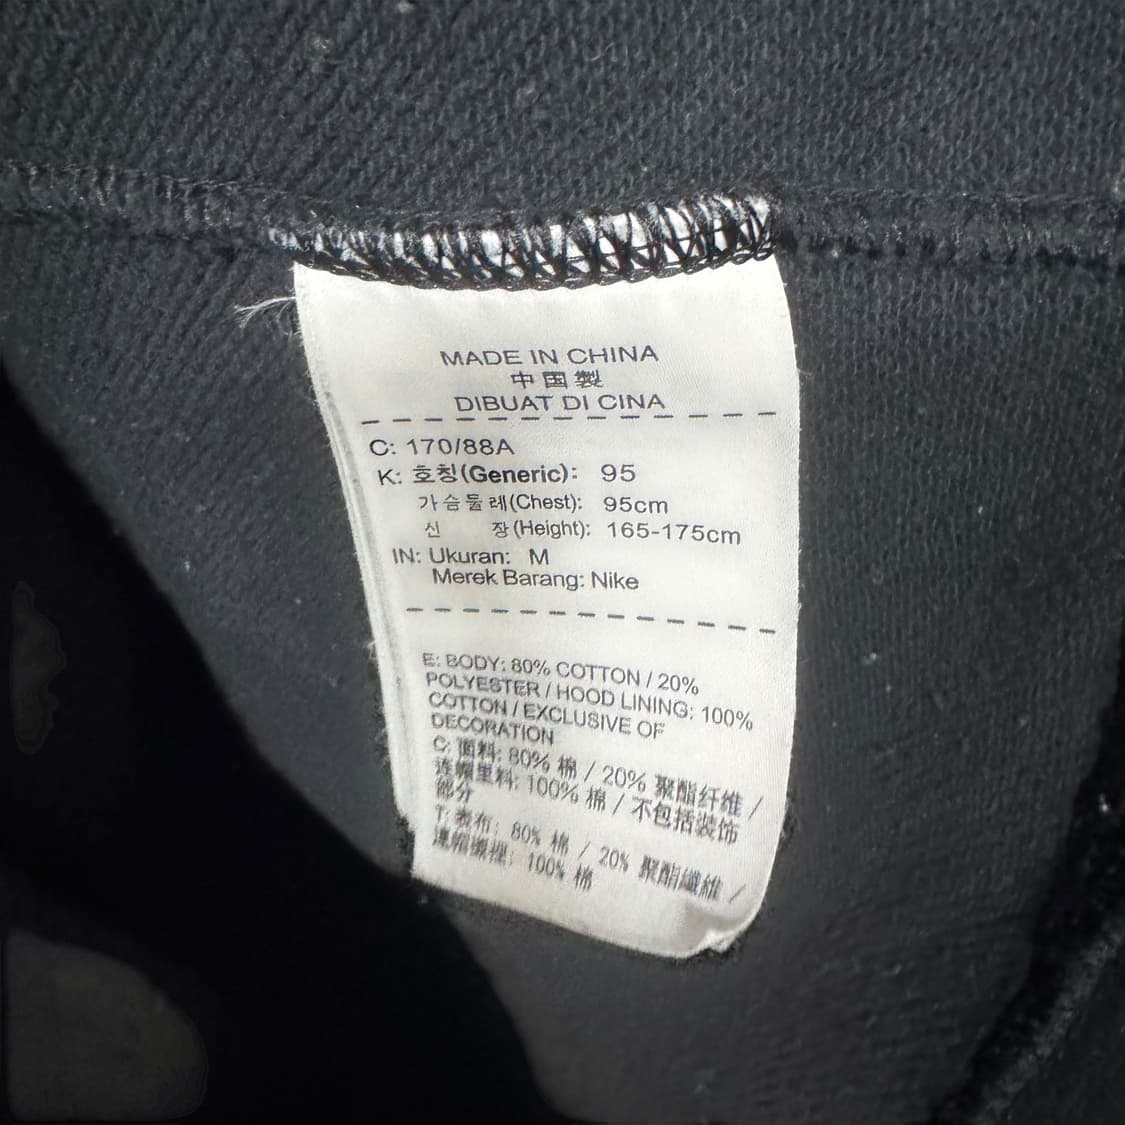 MADE IN CHINA
中国製
DIBUAT DI CINA
C: 170/88A
K: 호칭(Generic): 95
가슴둘레(Chest): 95cm
신 장(Height): 165-175cm
IN: Ukuran: M
Merek Barang: Nike
E: BODY: 80% COTTON / 20%
POLYESTER / HOOD LINING: 100%
COTTON / EXCLUSIVE OF
DECORATION
C: 面料: 80% 棉 / 20% 聚酯纤维 /
连帽里料: 100% 棉 / 不包括装饰
部分
T: 表布: 80% 棉 / 20% 聚酯纖維 /
連帽襯裡: 100% 棉